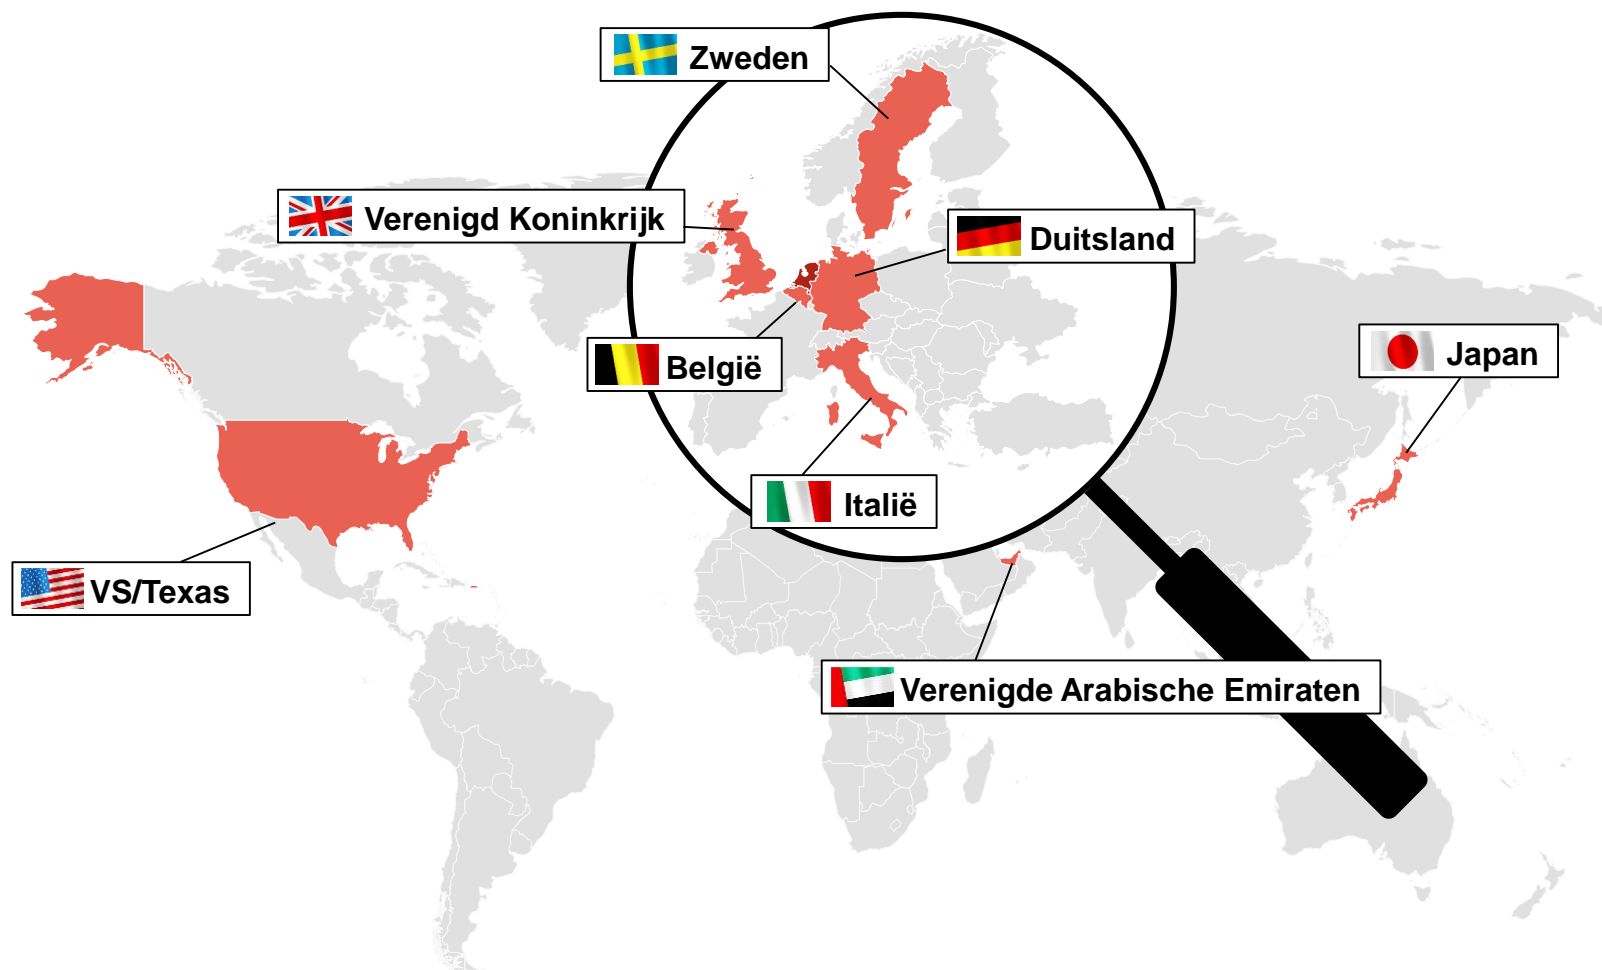 Zweden
Verenigd Koninkrijk
Duitsland
België
Japan
Italië
VS/Texas
Verenigde Arabische Emiraten